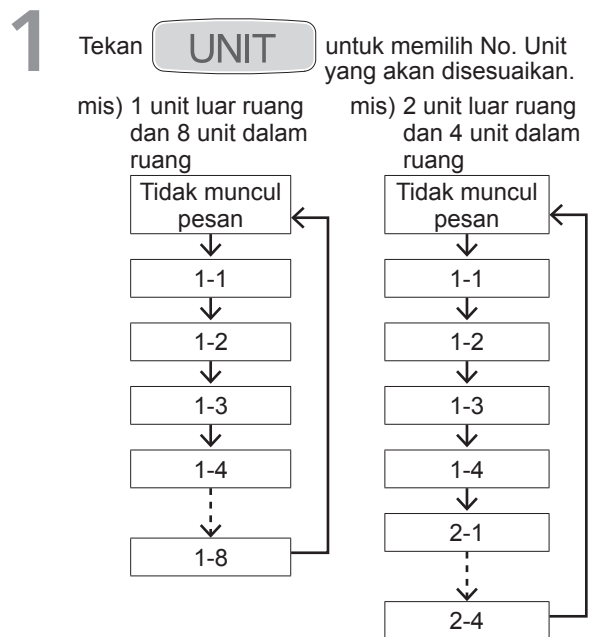 1
Tekan UNIT untuk memilih No. Unit
yang akan disesuaikan.
mis) 1 unit luar ruang
dan 8 unit dalam
ruang
Tidak muncul
pesan
1-1
1-2
1-3
1-4
1-8
mis) 2 unit luar ruang
dan 4 unit dalam
ruang
Tidak muncul
pesan
1-1
1-2
1-3
1-4
2-1
2-4